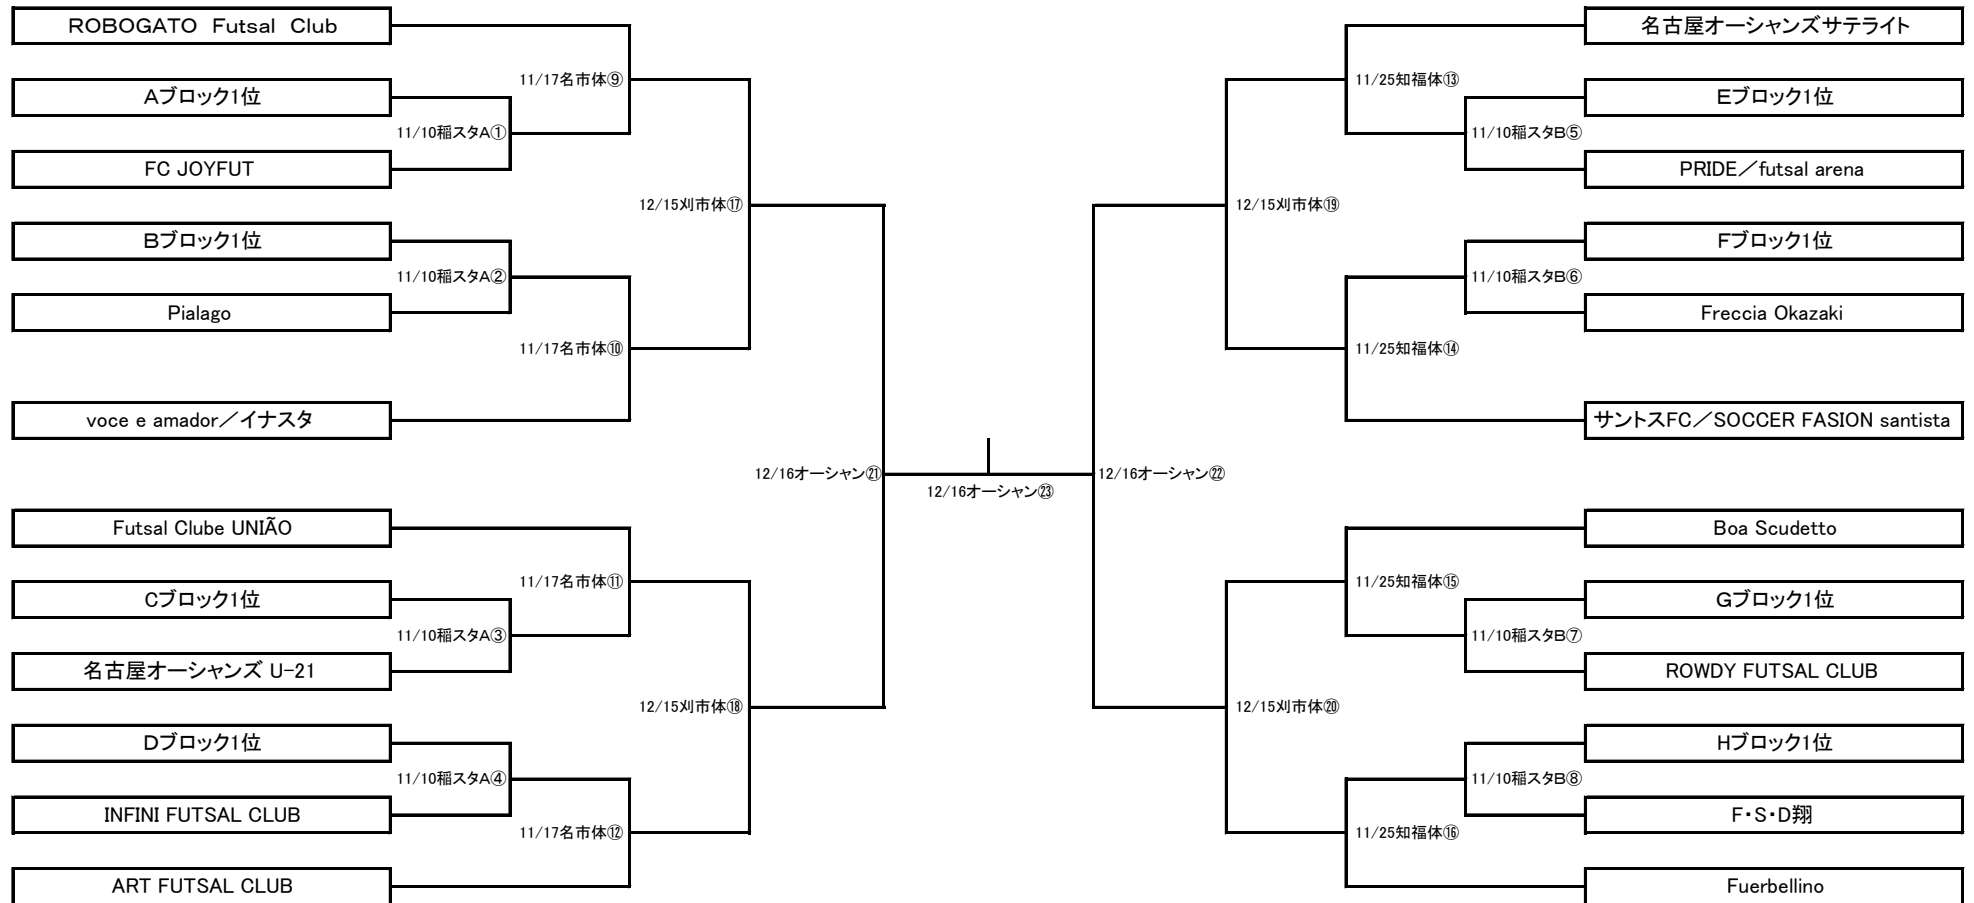 ROBOGATO Futsal Club
11/17名市体⑨
Aブロック1位
11/10稲スタA①
FC JOYFUT
12/15刈市体⑰
Bブロック1位
11/10稲スタA②
Pialago
11/17名市体⑩
voce e amador／イナスタ
12/16オーシャン㉑
Futsal Clube UNIÃO
11/17名市体⑪
Cブロック1位
11/10稲スタA③
名古屋オーシャンズ U-21
12/15刈市体⑱
Dブロック1位
11/10稲スタA④
INFINI FUTSAL CLUB
11/17名市体⑫
ART FUTSAL CLUB
12/16オーシャン㉓
名古屋オーシャンズサテライト
11/25知福体⑬
Eブロック1位
11/10稲スタB⑤
PRIDE／futsal arena
12/15刈市体⑲
Fブロック1位
11/10稲スタB⑥
Freccia Okazaki
11/25知福体⑭
サントスFC／SOCCER FASION santista
12/16オーシャン㉒
Boa Scudetto
11/25知福体⑮
Gブロック1位
11/10稲スタB⑦
ROWDY FUTSAL CLUB
12/15刈市体⑳
Hブロック1位
11/10稲スタB⑧
F・S・D翔
11/25知福体⑯
Fuerbellino